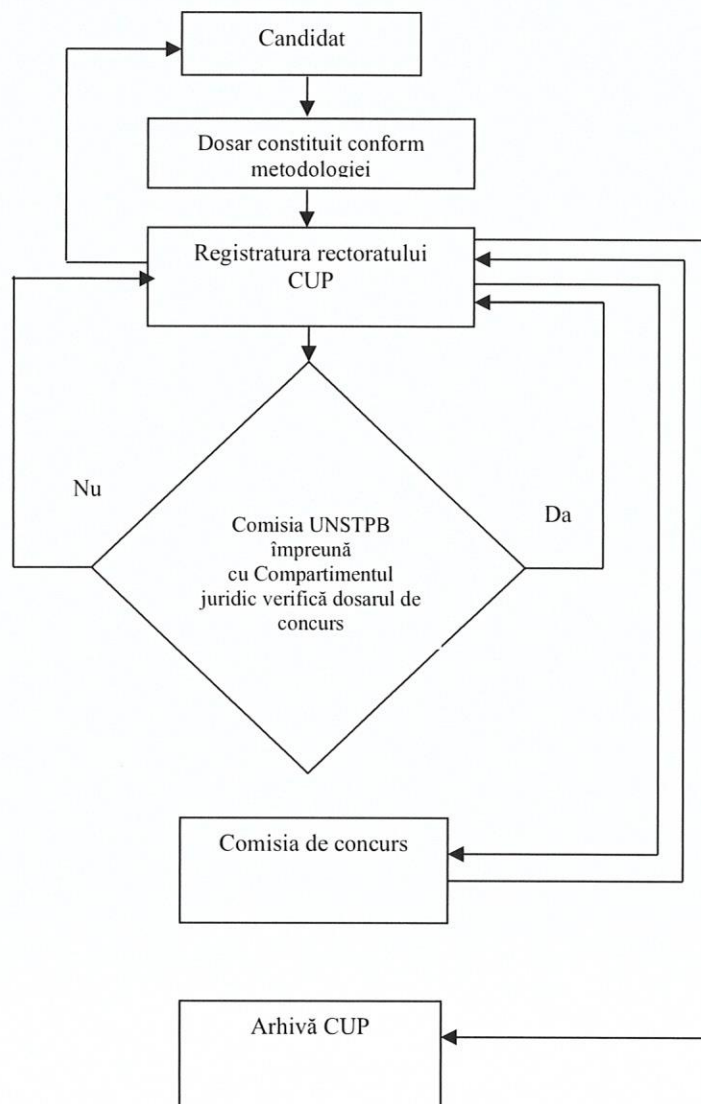 Candidat
Dosar constituit conform
metodologiei
Registratura rectoratului
CUP
Nu
Da
Comisia UNSTPB
împreună
cu Compartimentul
juridic verifică dosarul de
concurs
Comisia de concurs
Arhivă CUP